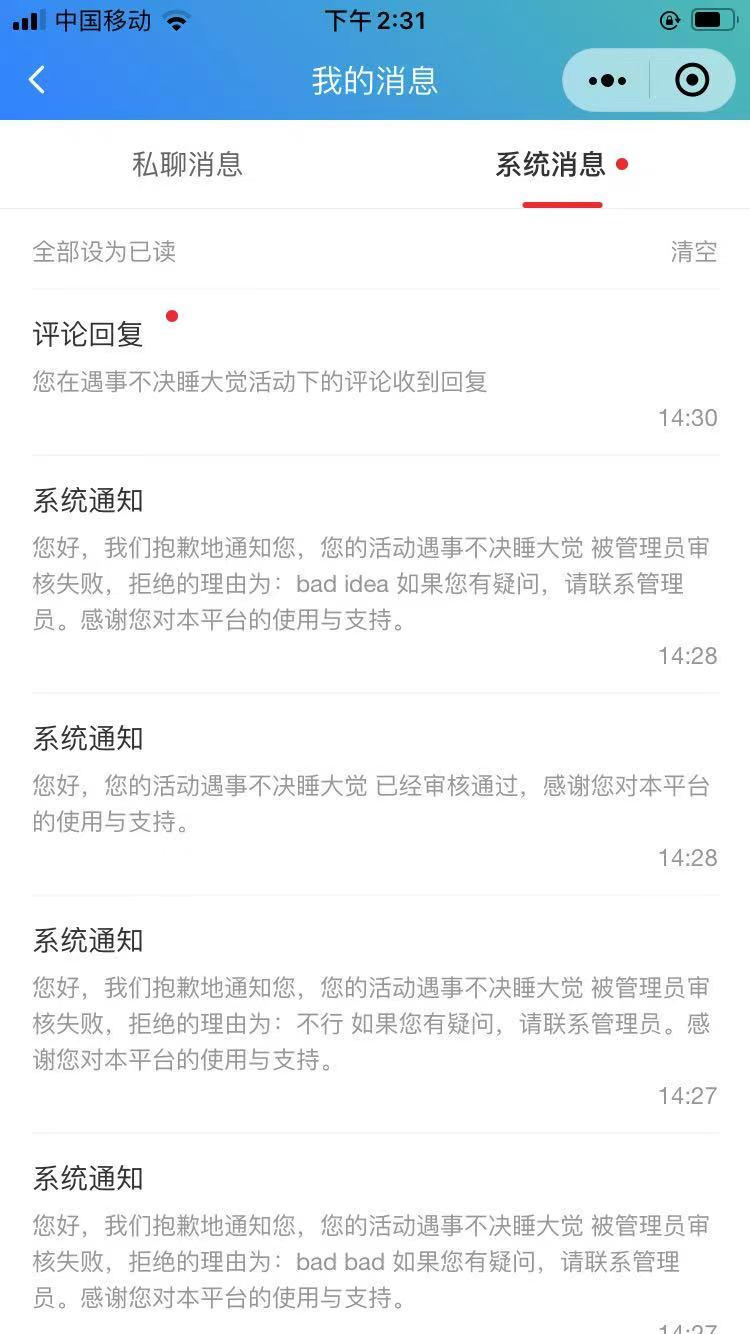 中国移动
下午2:31
我的消息
私聊消息
系统消息
全部设为已读
清空
评论回复
您在遇事不决睡大觉活动下的评论收到回复
14:30
系统通知
您好，我们抱歉地通知您，您的活动遇事不决睡大觉 被管理员审
核失败，拒绝的理由为：bad idea 如果您有疑问，请联系管理
员。感谢您对本平台的使用与支持。
14:28
系统通知
您好，您的活动遇事不决睡大觉 已经审核通过，感谢您对本平台
的使用与支持。
14:28
系统通知
您好，我们抱歉地通知您，您的活动遇事不决睡大觉 被管理员审
核失败，拒绝的理由为：不行 如果您有疑问，请联系管理员。感
谢您对本平台的使用与支持。
14:27
系统通知
您好，我们抱歉地通知您，您的活动遇事不决睡大觉 被管理员审
核失败，拒绝的理由为：bad bad 如果您有疑问，请联系管理
员。感谢您对本平台的使用与支持。
14:27